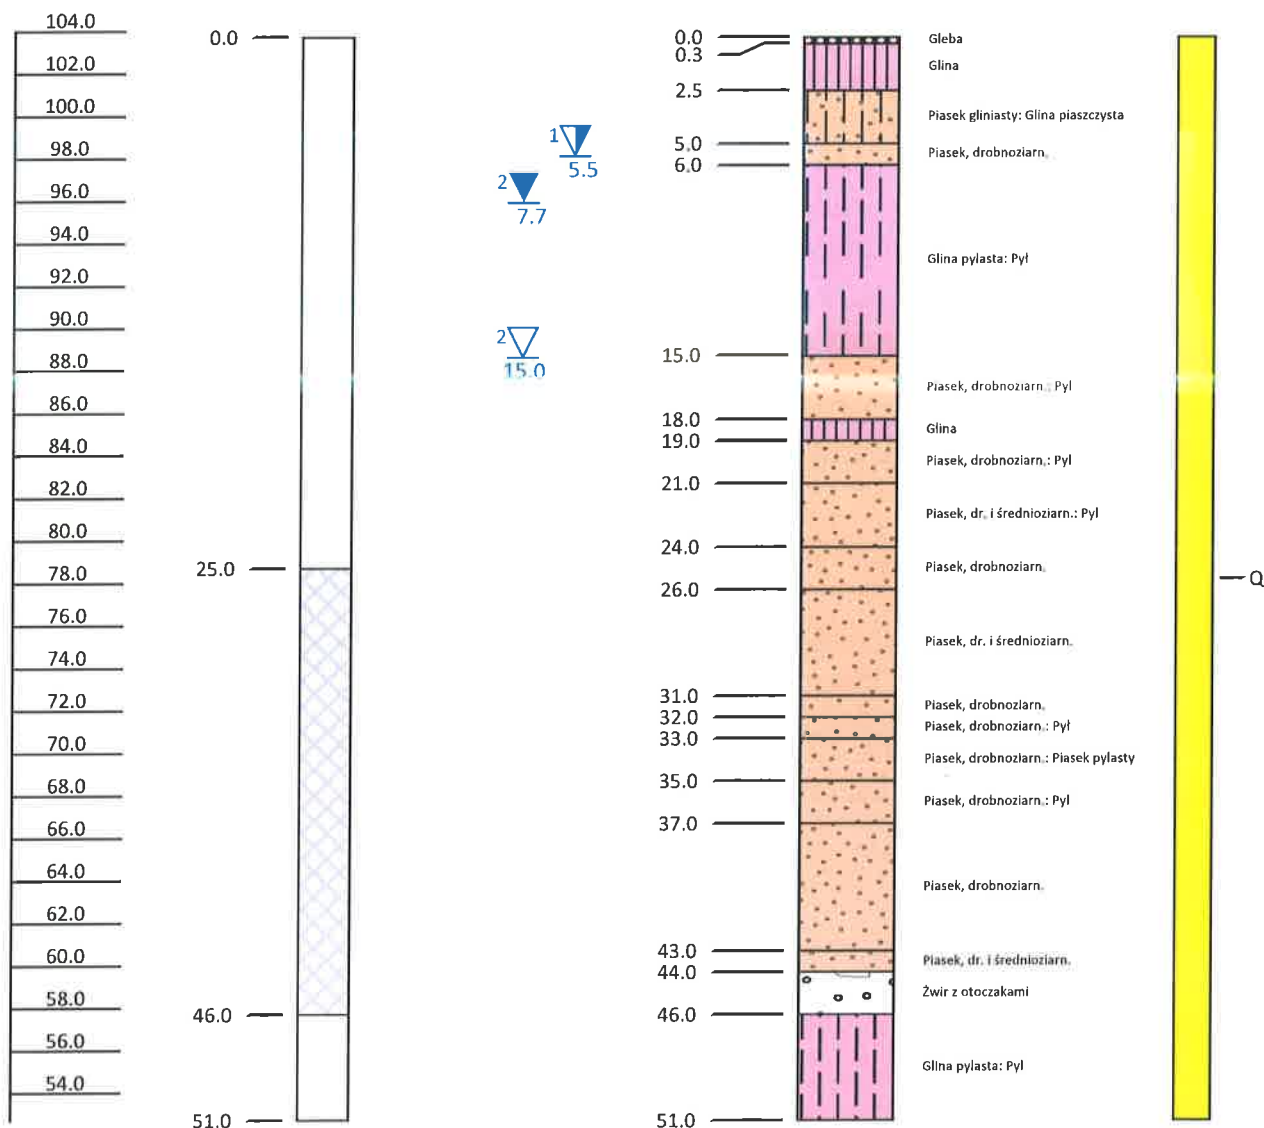 104.0
102.0
100.0
98.0
96.0
94.0
92.0
90.0
88.0
86.0
84.0
82.0
80.0
78.0
76.0
74.0
72.0
70.0
68.0
66.0
64.0
62.0
60.0
58.0
56.0
54.0
0.0
25.0
46.0
51.0
1
5.5
2
7.7
2
15.0
0.0 Gleba
0.3 Glina
2.5
Piasek gliniasty: Glina piaszczysta
5.0
Piasek, drobnoziarn.
6.0
Glina pylasta: Pył
15.0
Piasek, drobnoziarn.: Pyl
18.0
Glina
19.0
Piasek, drobnoziarn.: Pyl
21.0
Piasek, dr. i średnioziarn.: Pyl
24.0
Piasek, drobnoziarn.
26.0
Piasek, dr. i średnioziarn.
31.0
Piasek, drobnoziarn.
32.0
Piasek, drobnoziarn.: Pył
33.0
Piasek, drobnoziarn.: Piasek pylasty
35.0
Piasek, drobnoziarn.: Pyl
37.0
Piasek, drobnoziarn.
43.0
Piasek, dr. i średnioziarn.
44.0
Żwir z otoczakami
46.0
Glina pylasta: Pyl
51.0
Q